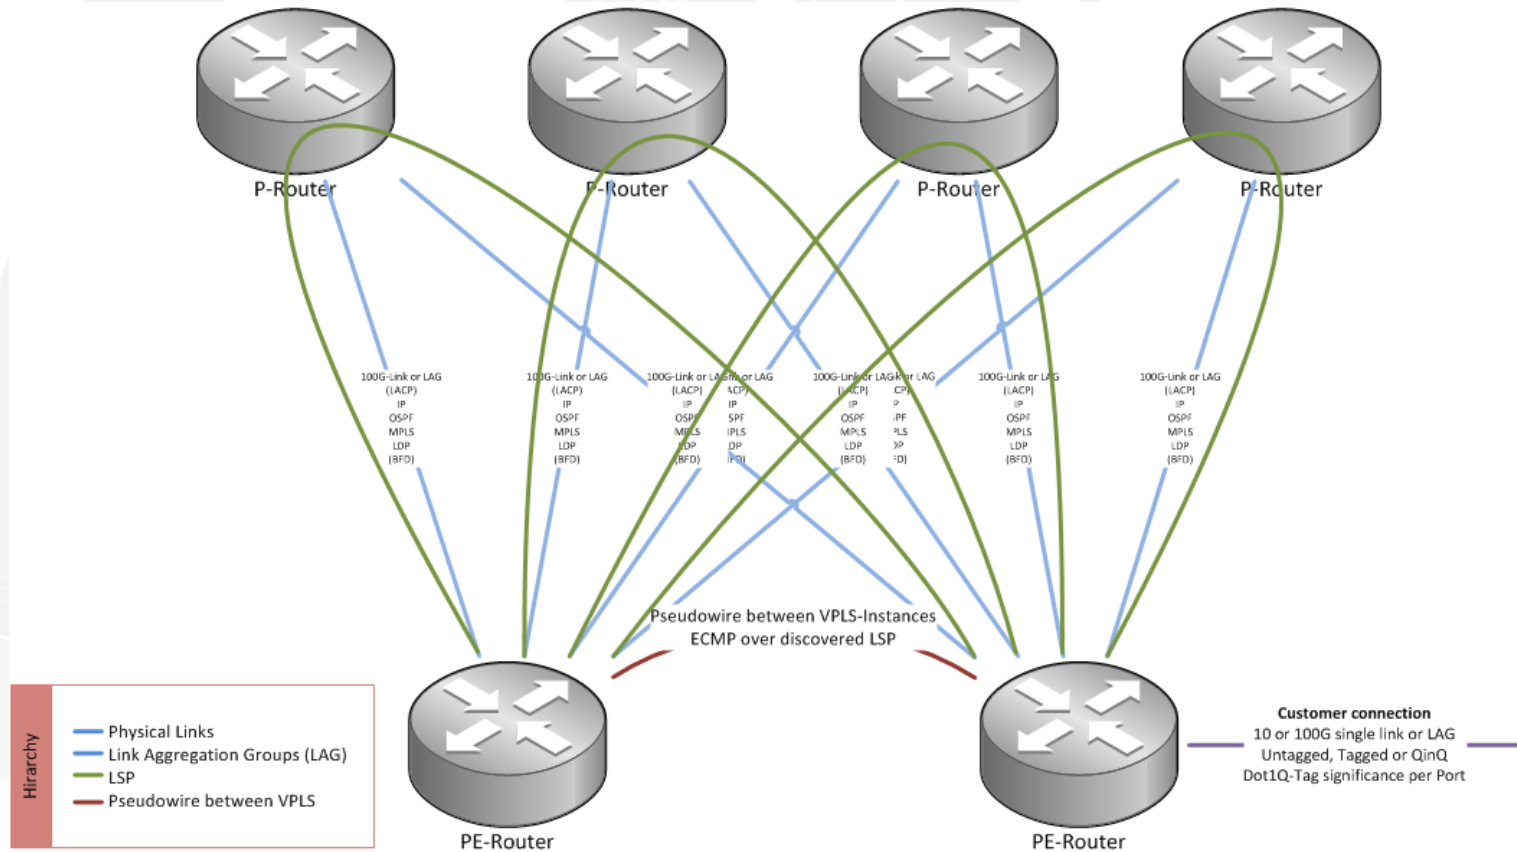 P-Router
P-Router
P-Router
P-Router
100G-Link or LAG
(LACP)
IP
OSPF
MPLS
LDP
(BFD)
100G-Link or LAG
(LACP)
IP
OSPF
MPLS
LDP
(BFD)
100G-Link or LAG
(LACP)
IP
OSPF
MPLS
LDP
(BFD)
or LAG
100G-Link or LAG
(LACP)
IP
OSPF
MPLS
LDP
(BFD)
or LAG
100G-Link or LAG
(LACP)
IP
OSPF
MPLS
LDP
(BFD)
100G-Link or LAG
(LACP)
IP
OSPF
MPLS
LDP
(BFD)
Pseudowire between VPLS-Instances
ECMP over discovered LSP
Hirarchy
Physical Links
Link Aggregation Groups (LAG)
LSP
Pseudowire between VPLS
PE-Router
PE-Router
Customer connection
10 or 100G single link or LAG
Untagged, Tagged or QinQ
Dot1Q-Tag significance per Port